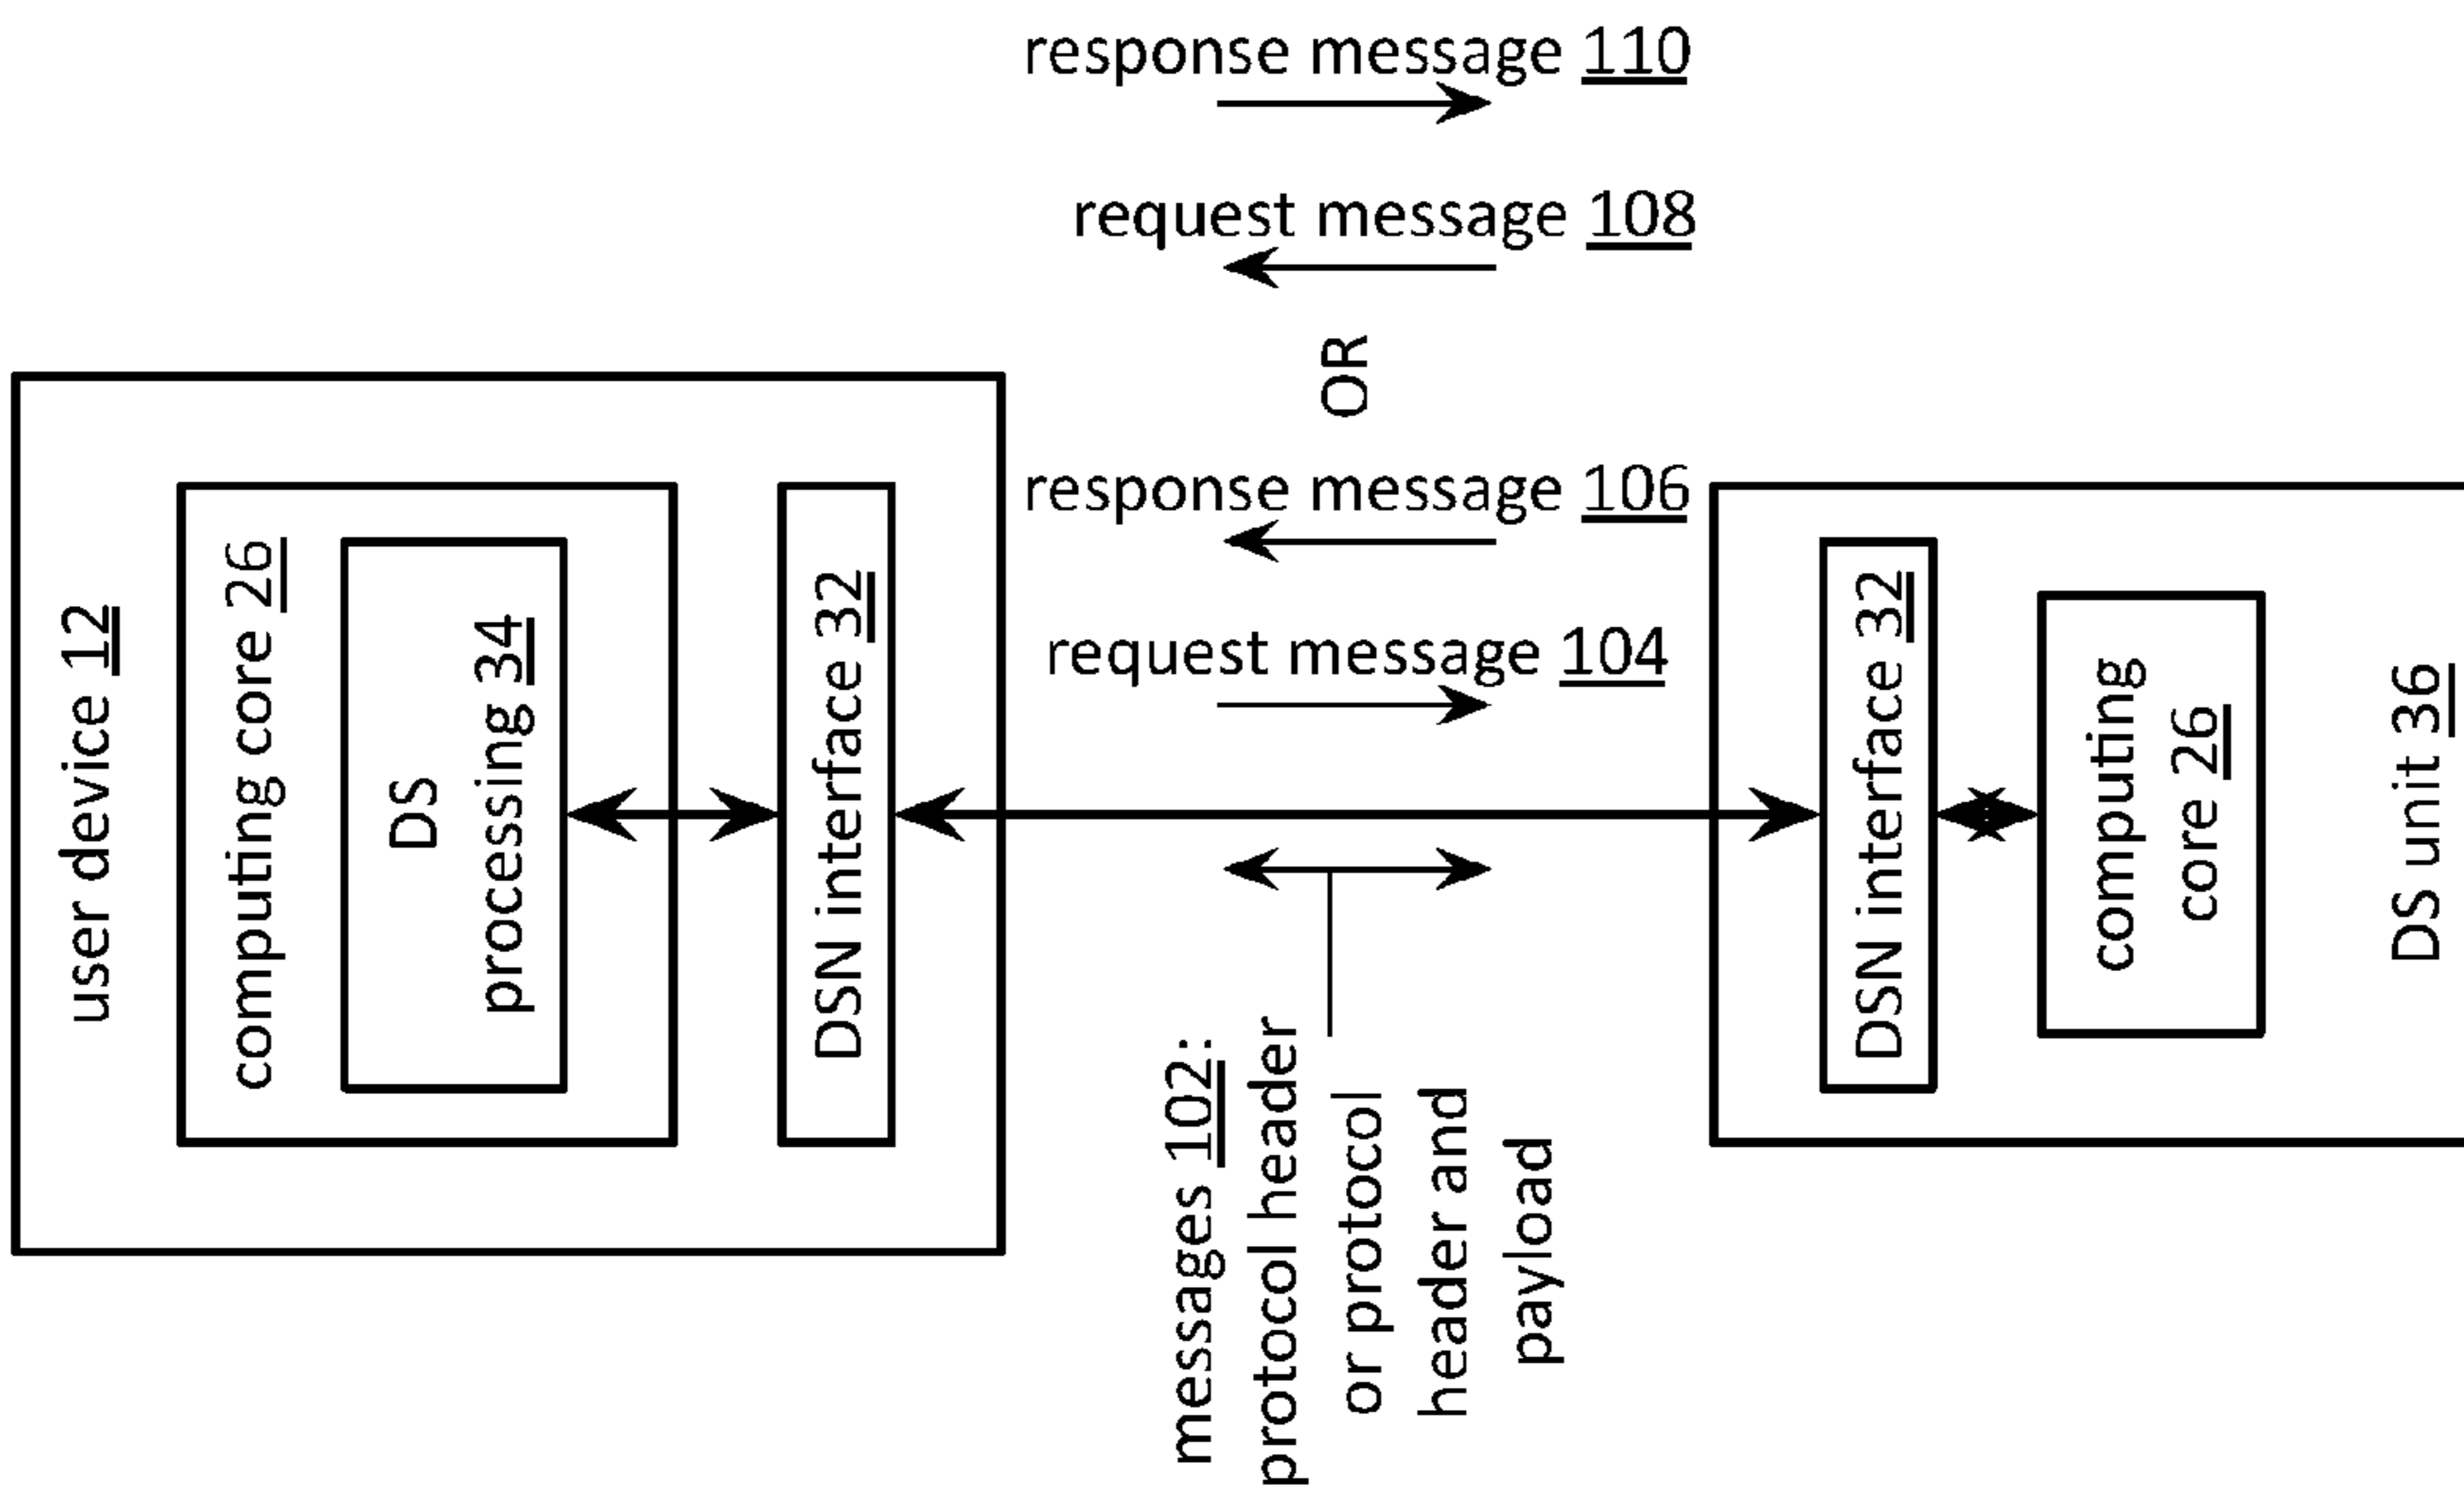 user device 12
computing core 26
DS
processing 34
DSN interface 32
response message 110
request message 108
OR
response message 106
request message 104
messages 102:
protocol header
or protocol
header and
payload
DSN interface 32
computing
core 26
DS unit 36